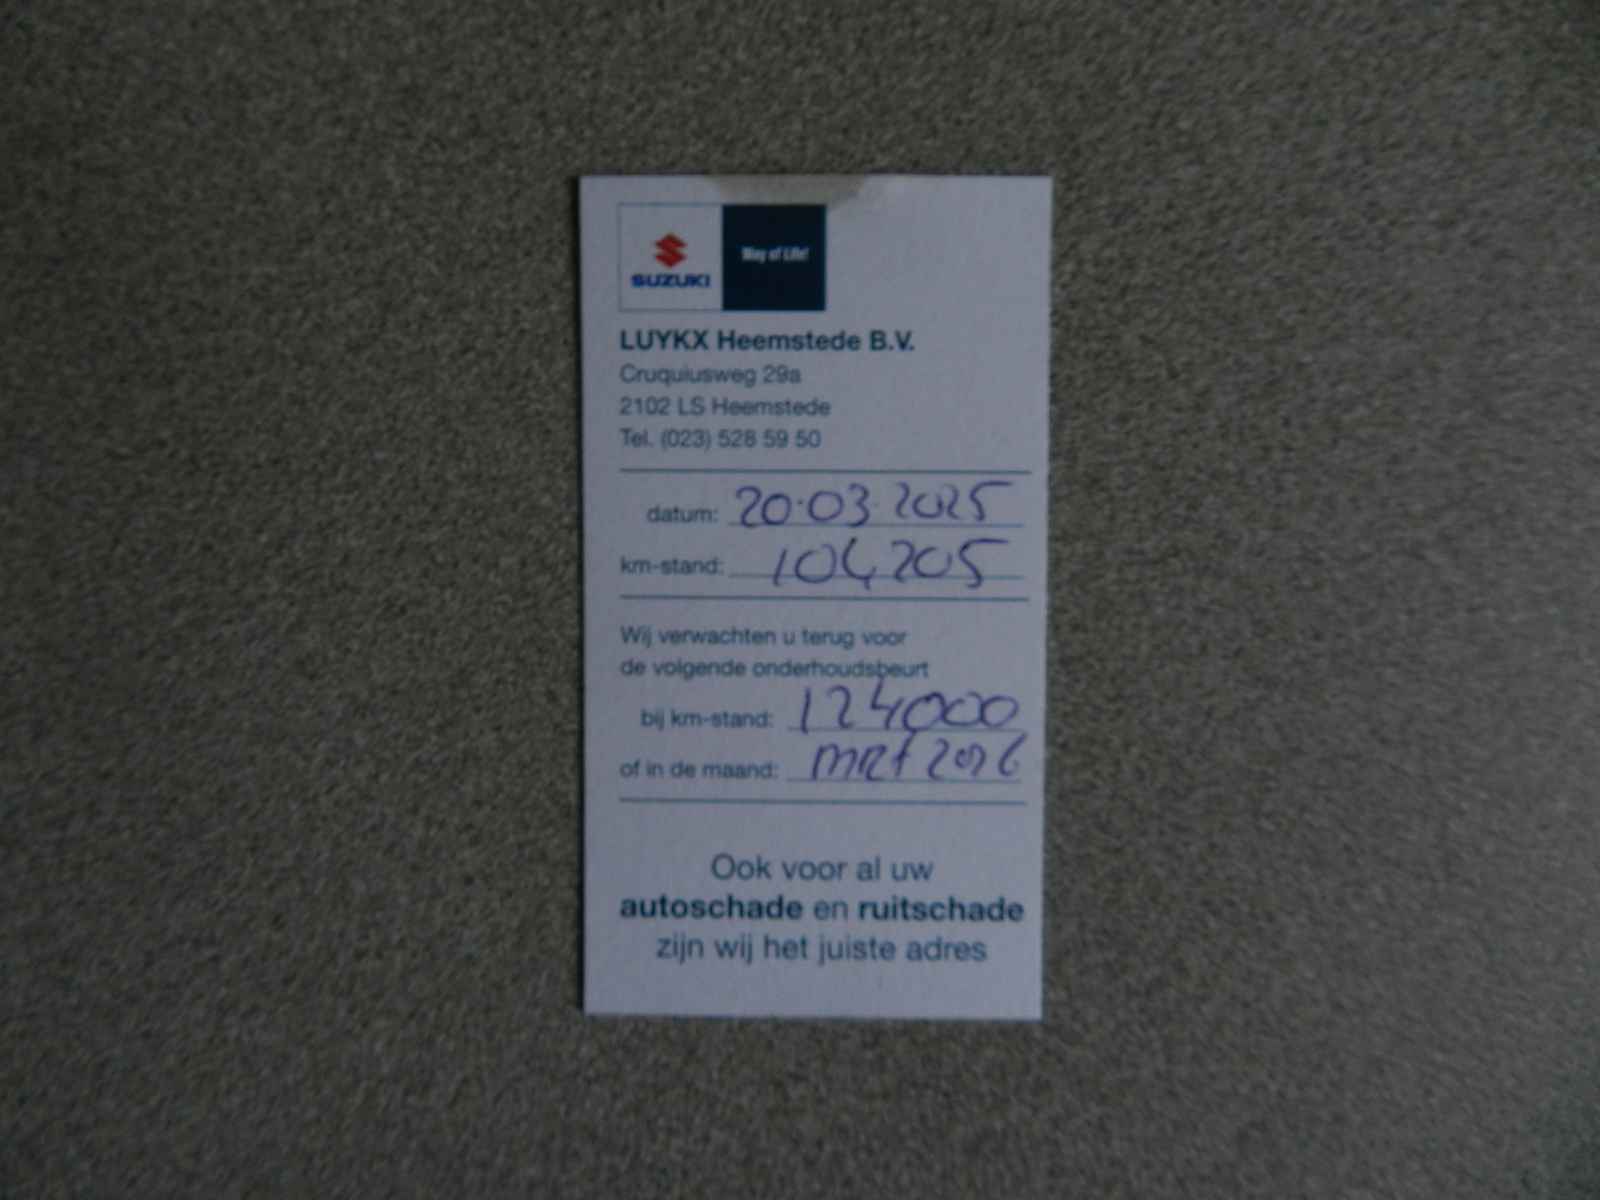 SUZUKI
Way of Life!
LUYKX Heemstede B.V.
Cruquiusweg 29a
2102 LS Heemstede
Tel. (023) 528 59 50
datum: 20-03-2025
km-stand: 104205
Wij verwachten u terug voor
de volgende onderhoudsbeurt
bij km-stand: 124000
of in de maand: MRT 2026
Ook voor al uw
autoschade en ruitschade
zijn wij het juiste adres